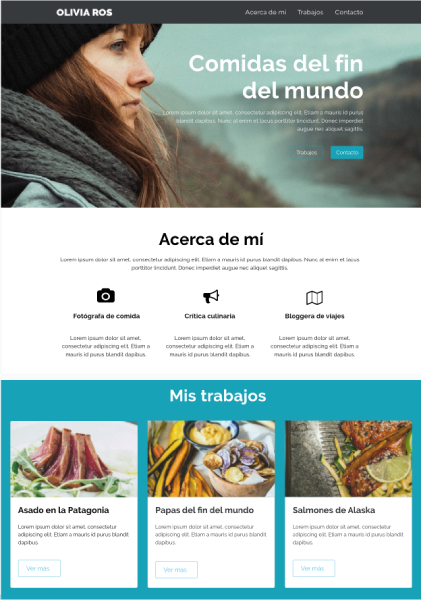 OLIVIA ROS
Acerca de mí Trabajos Contacto
Comidas del fin
del mundo
Lorem ipsum dolor sit amet, consectetur adipiscing elit. Etiam a mauris id purus
blandit dapibus. Nunc at enim et lacus porttitor tincidunt. Donec imperdiet
augue nec aliquet sagittis.
Trabajos Contacto
Acerca de mí
Lorem ipsum dolor sit amet, consectetur adipiscing elit. Etiam a mauris id purus blandit dapibus. Nunc at enim et lacus
porttitor tincidunt. Donec imperdiet augue nec aliquet sagittis.
Fotógrafa de comida
Lorem ipsum dolor sit amet,
consectetur adipiscing elit. Etiam a
mauris id purus blandit dapibus.
Crítica culinaria
Lorem ipsum dolor sit amet,
consectetur adipiscing elit. Etiam a
mauris id purus blandit dapibus.
Bloggera de viajes
Lorem ipsum dolor sit amet,
consectetur adipiscing elit. Etiam a
mauris id purus blandit dapibus.
Mis trabajos
Asado en la Patagonia
Lorem ipsum dolor sit amet, consectetur
adipiscing elit. Etiam a mauris id purus blandit
dapibus.
Ver mas
Papas del fin del mundo
Lorem ipsum dolor sit amet, consectetur
adipiscing elit. Etiam a mauris id purus blandit
dapibus.
Ver mas
Salmones de Alaska
Lorem ipsum dolor sit amet, consectetur
adipiscing elit. Etiam a mauris id purus blandit
dapibus.
Ver mas